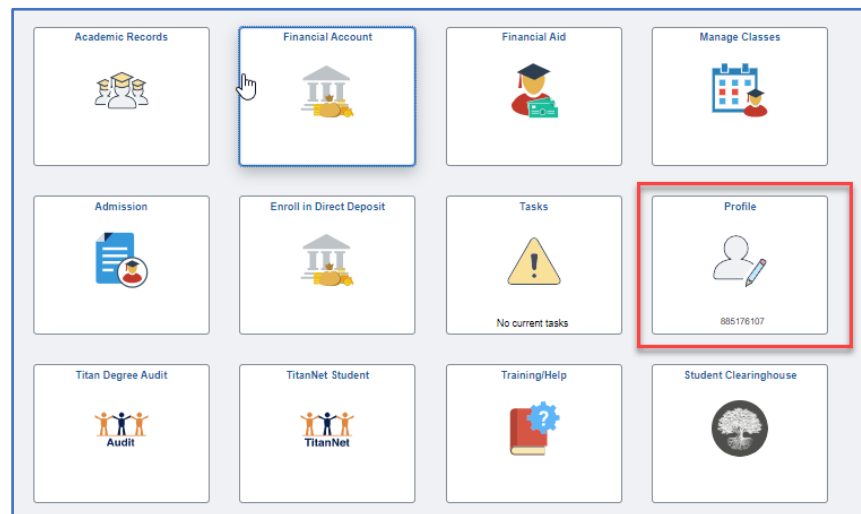 Academic Records
Financial Account
Financial Aid
Manage Classes
Admission
Enroll in Direct Deposit
Tasks
Profile
No current tasks
885176107
Titan Degree Audit
TitanNet Student
Training/Help
Student Clearinghouse
Audit
TitanNet
?